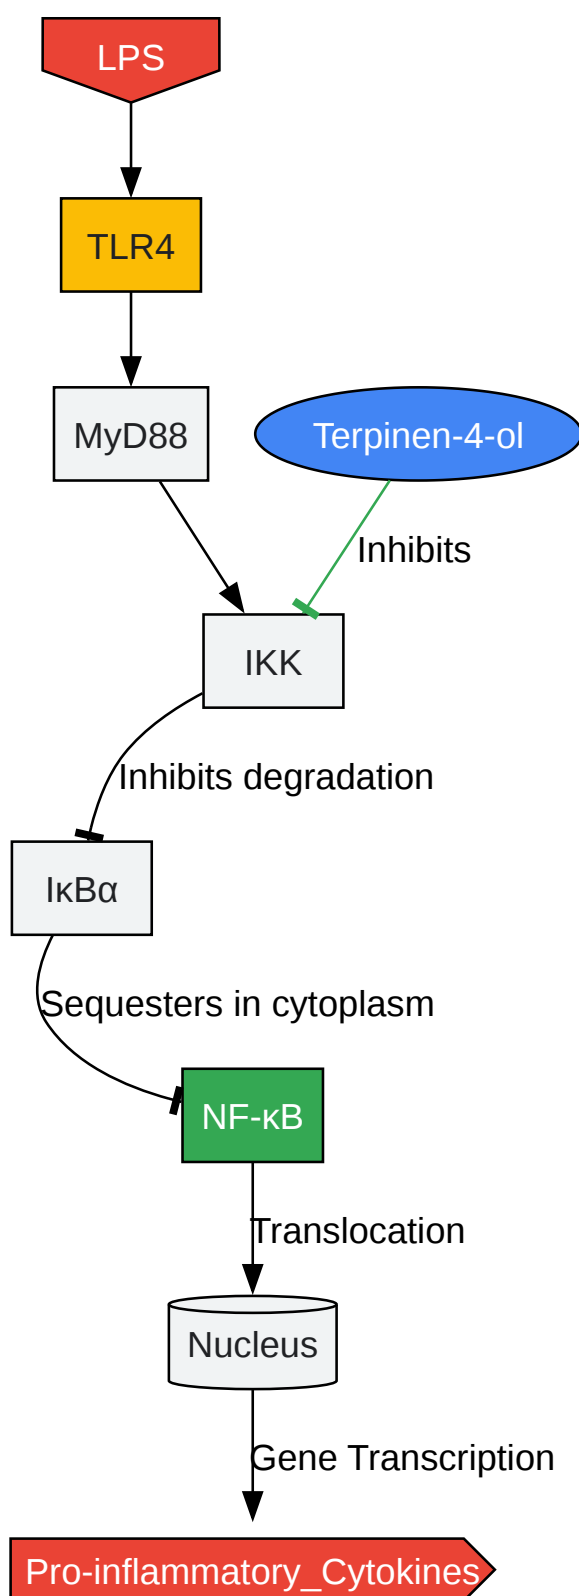 LPS
TLR4
MyD88
Terpinen-4-ol
Inhibits
IKK
Inhibits degradation
IκBα
Sequesters in cytoplasm
NF-κB
Translocation
Nucleus
Gene Transcription
Pro-inflammatory_Cytokines